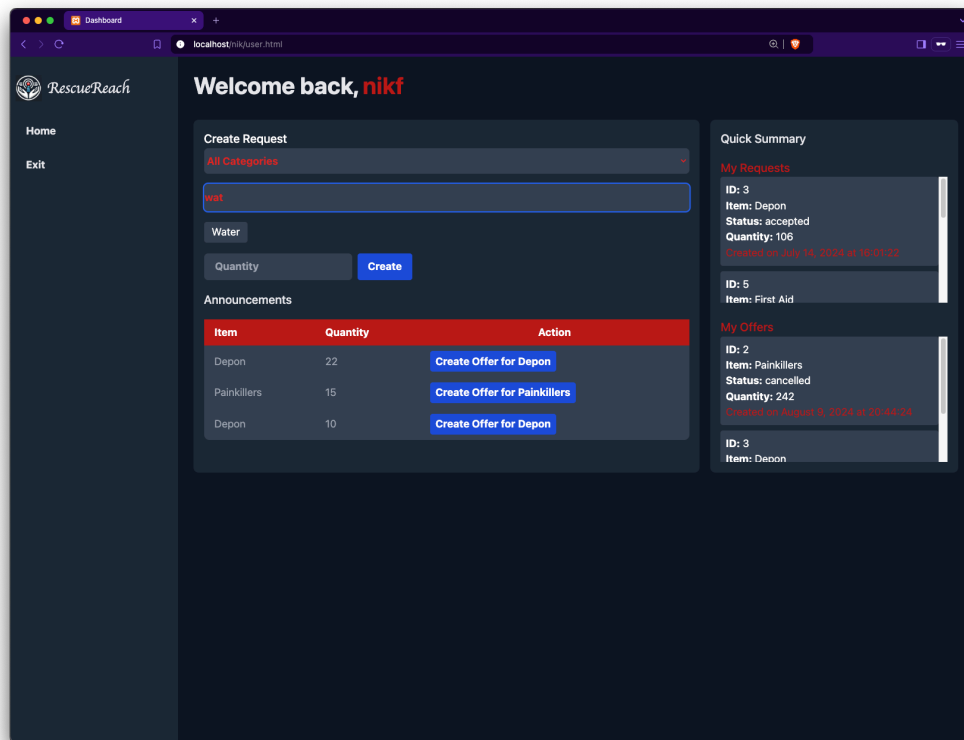 Dashboard
localhost/nik/user.html
RescueReach
Home
Exit
Welcome back, nikf
Create Request
All Categories
wat
Water
Quantity
Create
Announcements
Item Quantity Action
Depon 22 Create Offer for Depon
Painkillers 15 Create Offer for Painkillers
Depon 10 Create Offer for Depon
Quick Summary
My Requests
ID: 3
Item: Depon
Status: accepted
Quantity: 106
Created on July 14, 2024 at
ID: 5
Item: First Aid
My Offers
ID: 2
Item: Painkillers
Status: cancelled
Quantity: 242
Created on August 9, 2024 at 20:44:24
ID: 3
Item: Depon